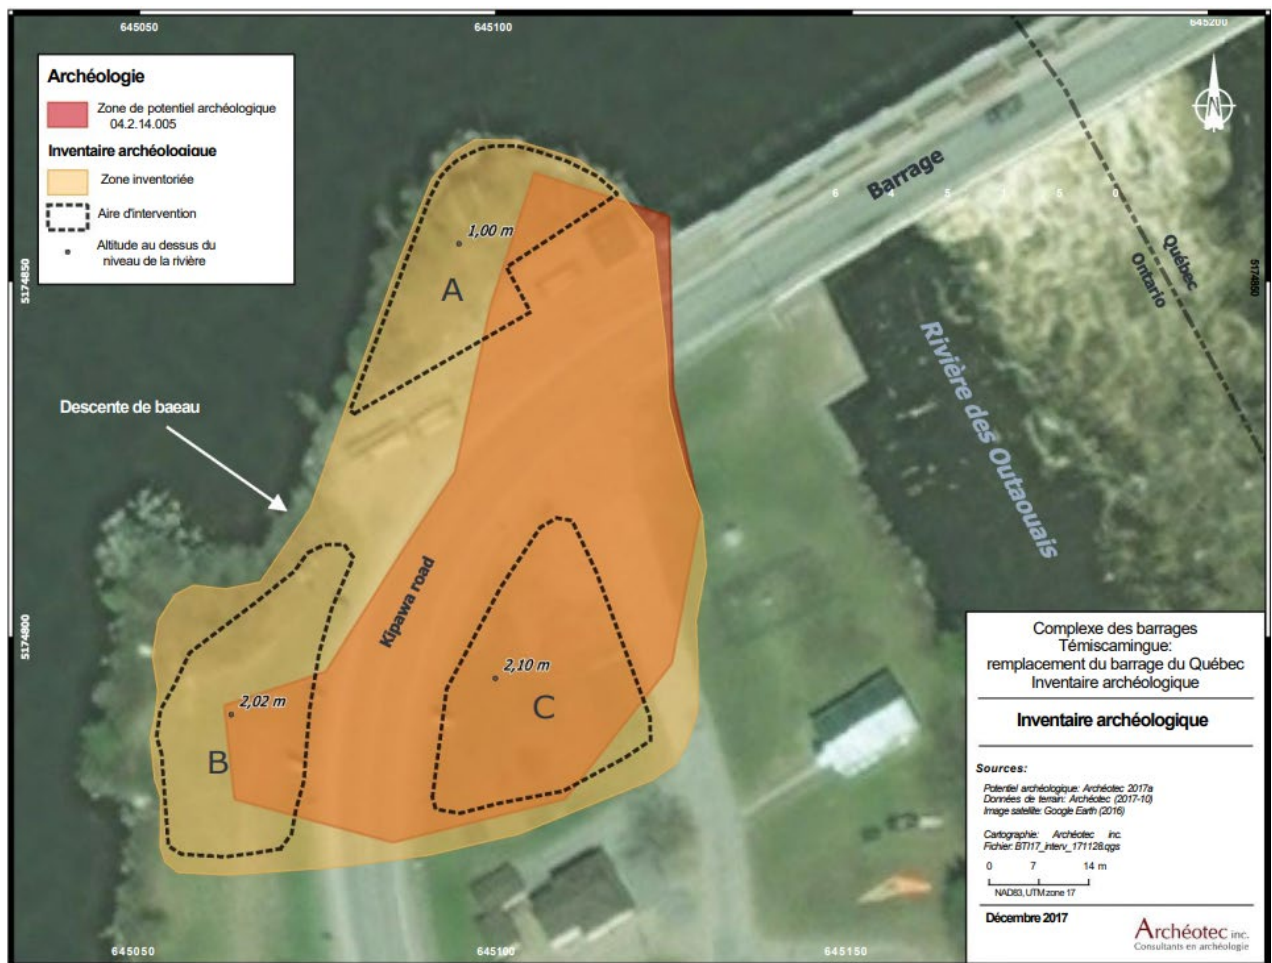 645050
645100
645200
Archéologie
Zone de potentiel archéologique
04.2.14.005
Inventaire archéologique
Zone inventoriée
Aire d'intervention
Altitude au dessus du
niveau de la rivière
5174850
1,00 m
A
Barrage
Québec
Ontario
5174850
Rivière des Outaouais
Descente de baeau
Kipawa road
5174800
2,10 m
C
2,02 m
B
Complexe des barrages
Témiscamingue:
remplacement du barrage du Québec
Inventaire archéologique
Inventaire archéologique
Sources:
Potentiel archéologique: Archéotec 2017a
Données de terrain: Archéotec (2017-10)
Image satellite: Google Earth (2016)
Cartographie: Archéotec inc.
Fichier: BT117_interv_171128.qgs
0 7 14 m
NAD83, UTM zone 17
Décembre 2017
Archéotec inc.
Consultants en archéologie
645050
645100
645150